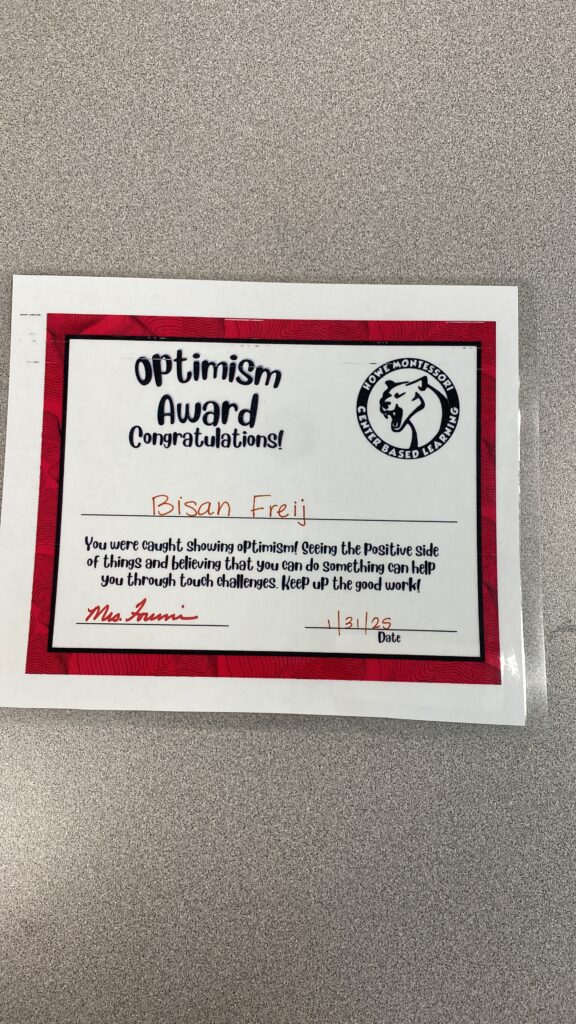 Optimism
Award
Congratulations!
HOWE MONTESSORI
CENTER BASED LEARNING
Bisan Freij
You were caught showing optimism! Seeing the positive side
of things and believing that you can do something can help
you through touch challenges. Keep up the good work!
Mrs.
1/31/25
Date